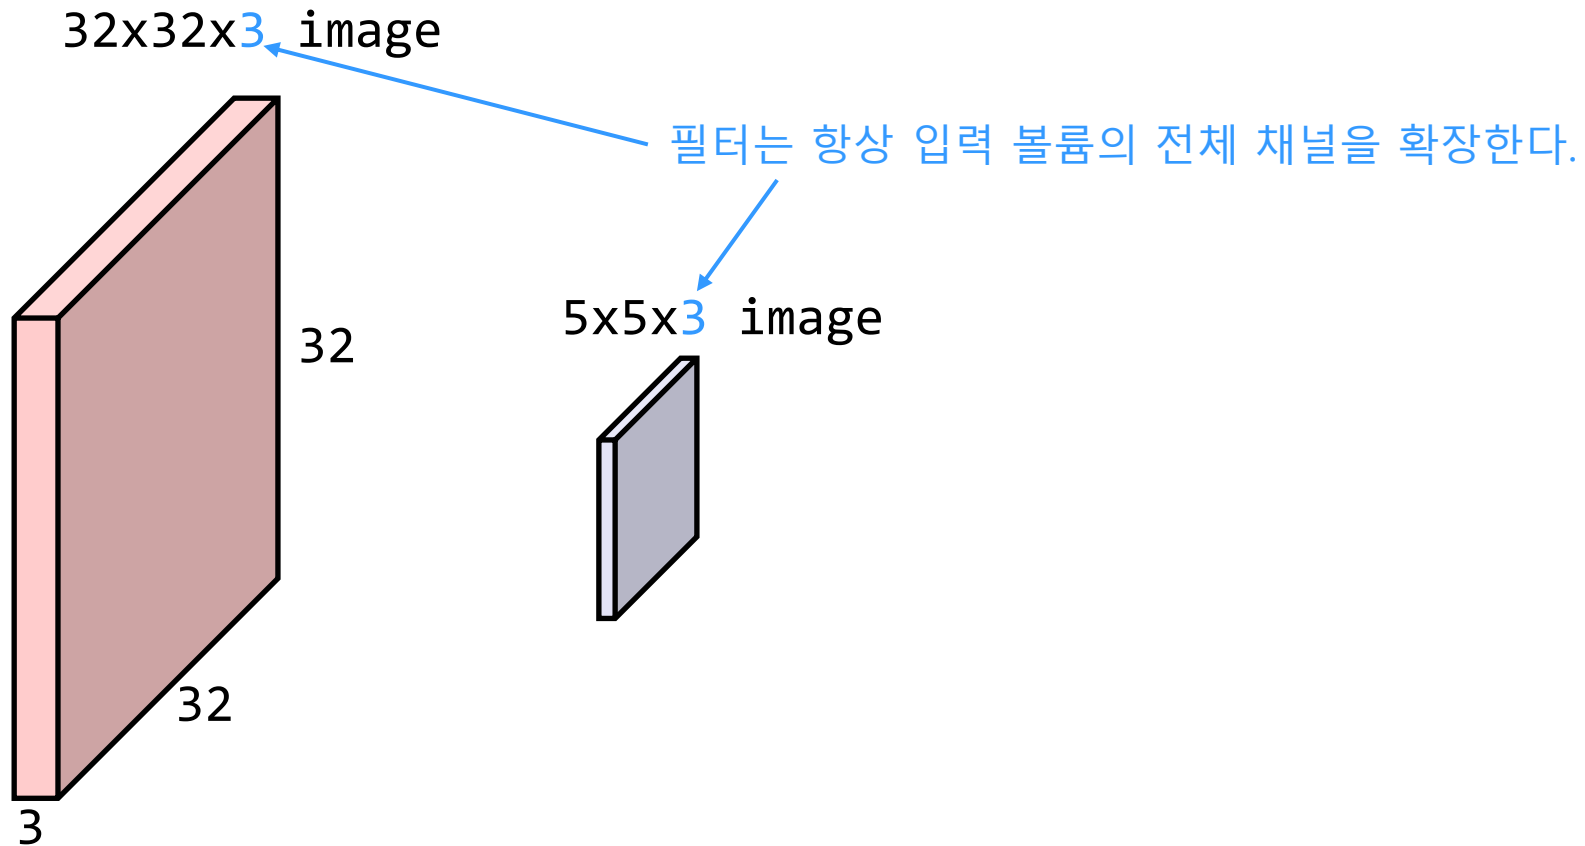 32x32x3 image
필터는 항상 입력 볼륨의 전체 채널을 확장한다.
5x5x3 image
32
32
3